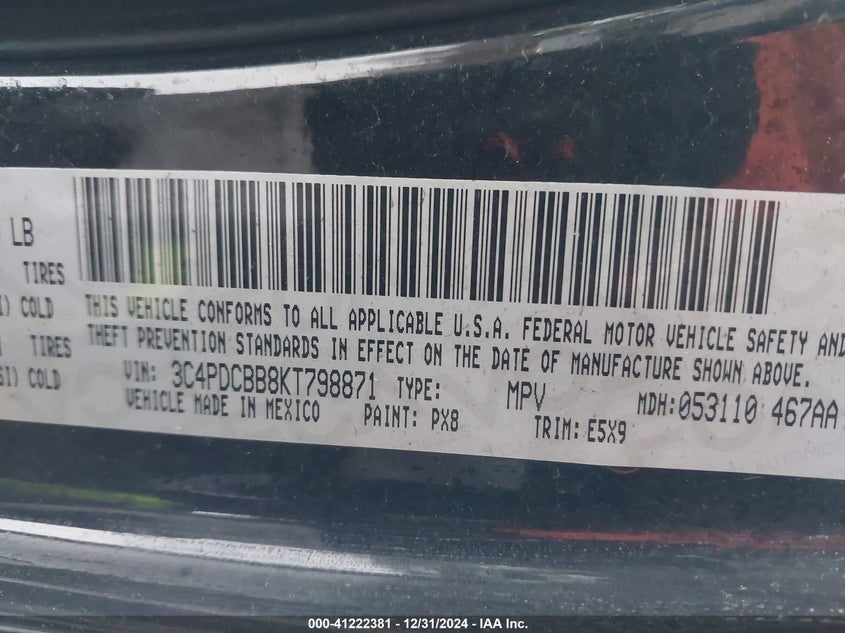 LB
TIRES
COLD
TIRES
SI) COLD
THIS VEHICLE CONFORMS TO ALL APPLICABLE U.S.A. FEDERAL MOTOR VEHICLE SAFETY AND
THEFT PREVENTION STANDARDS IN EFFECT ON THE DATE OF MANUFACTURE SHOWN ABOVE.
VIN: 3C4PDCBB8KT798871 TYPE: MPV MDH:053110 467AA
VEHICLE MADE IN MEXICO PAINT: PX8 TRIM: E5X9
000-41222381 - 12/31/2024 - IAA Inc.